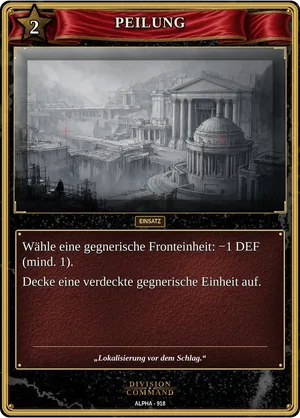 2
PEILUNG
EINSATZ
Wähle eine gegnerische Fronteinheit: −1 DEF
(mind. 1).
Decke eine verdeckte gegnerische Einheit auf.
„Lokalisierung vor dem Schlag.“
DIVISION
COMMAND
ALPHA - 918